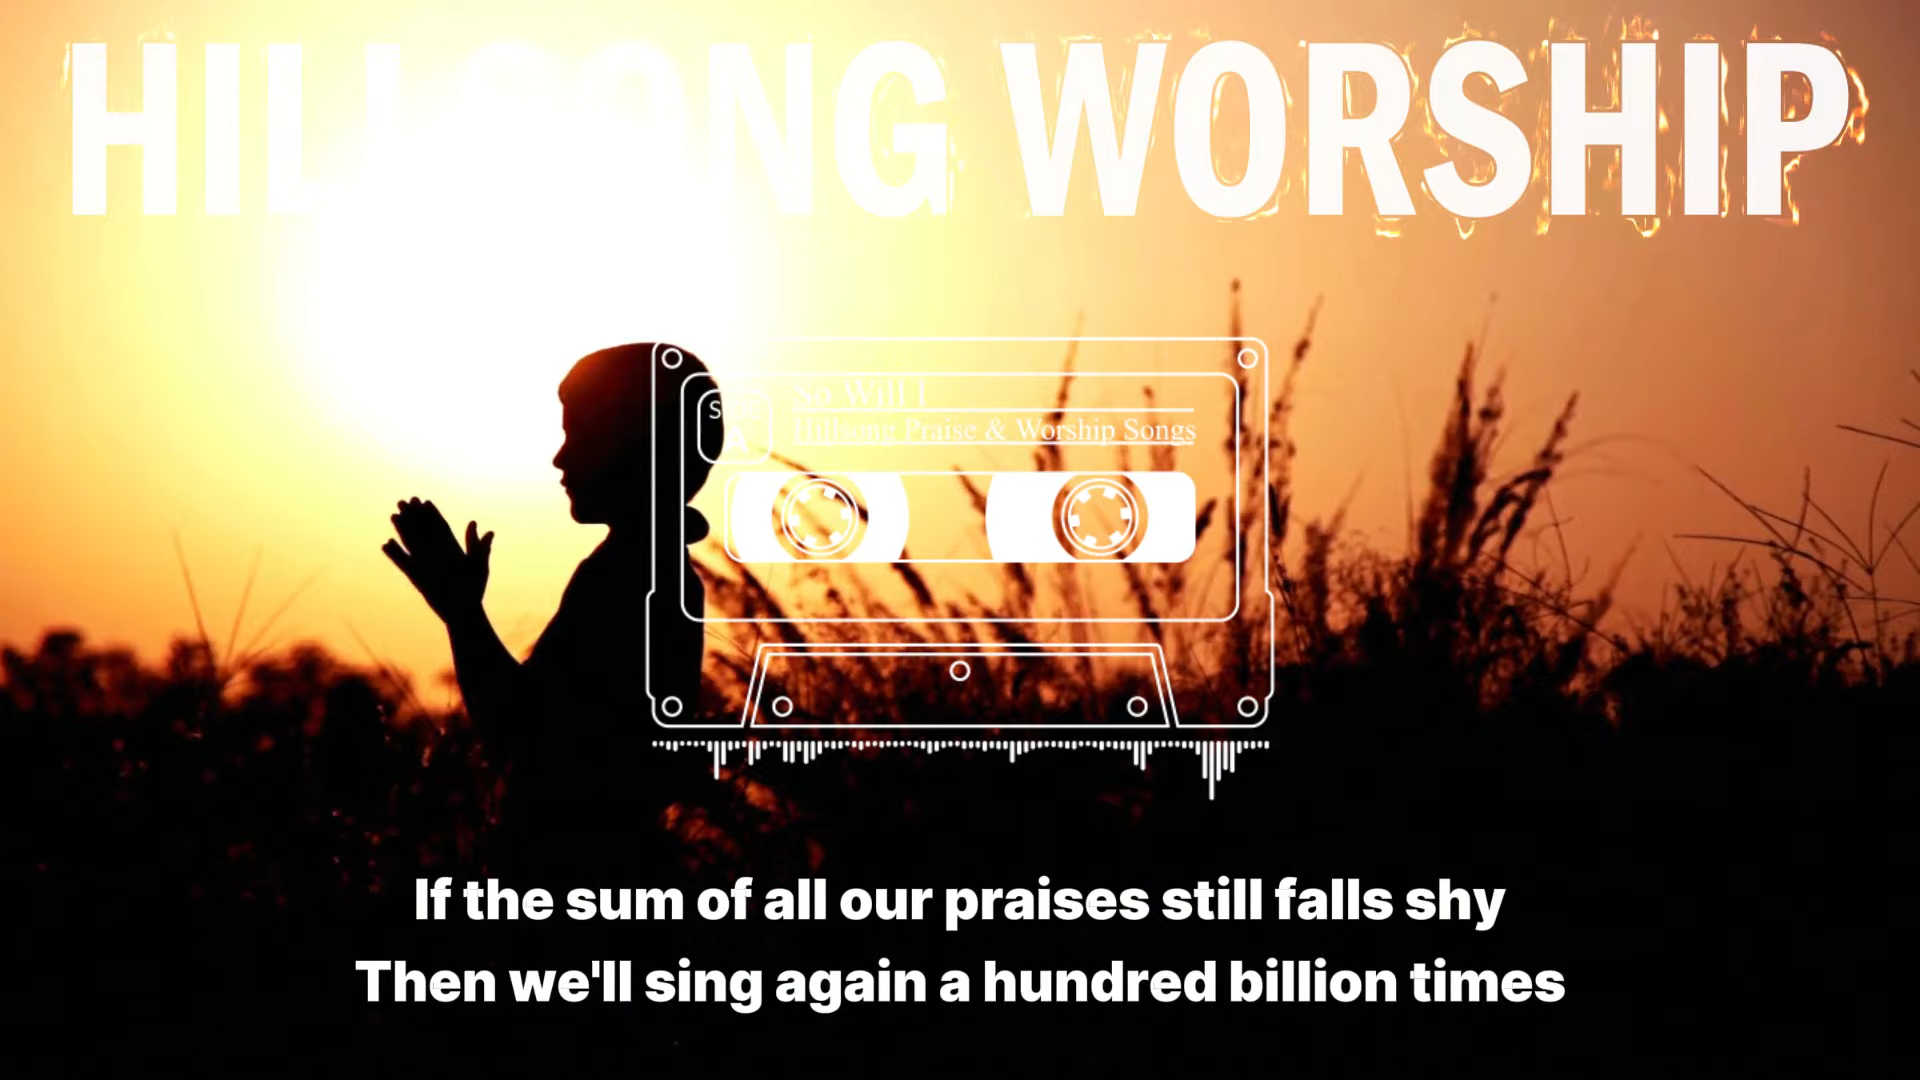 HILLSONG WORSHIP
So Will I
SIDE
A
Hillsong Praise & Worship Songs
If the sum of all our praises still falls shy
Then we'll sing again a hundred billion times